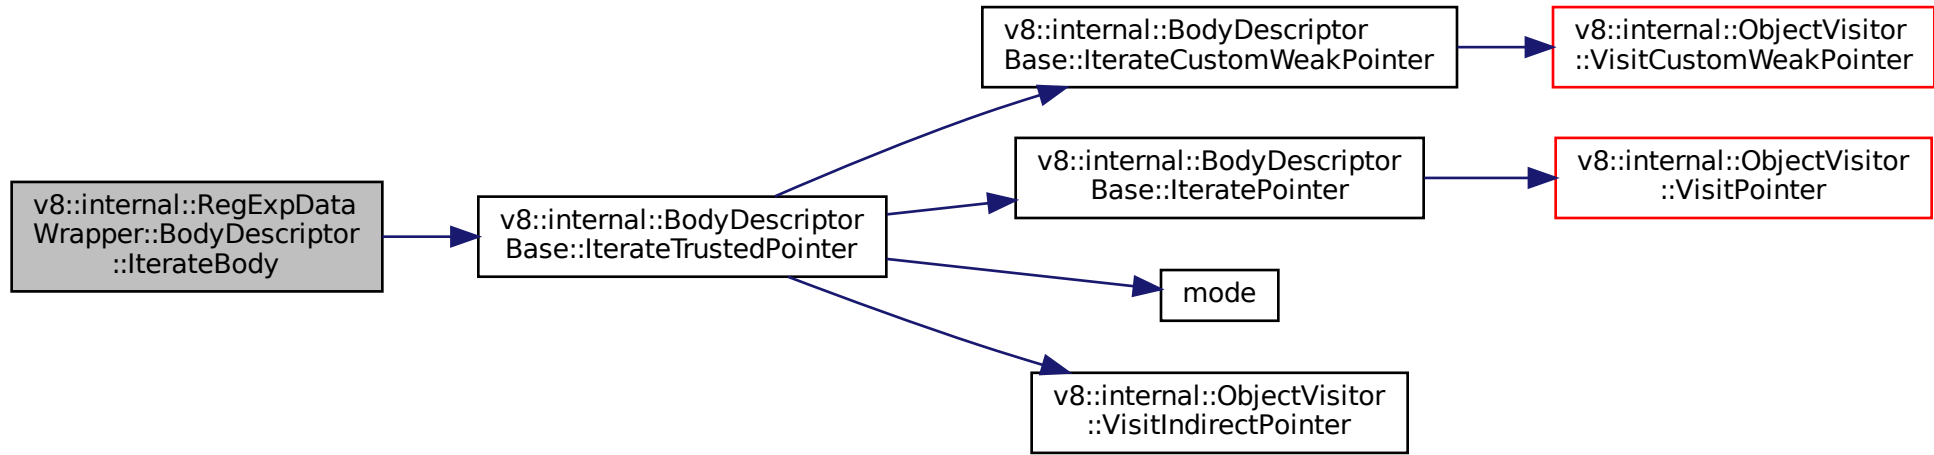 v8::internal::RegExpData
Wrapper::BodyDescriptor
::IterateBody
v8::internal::BodyDescriptor
Base::IterateTrustedPointer
v8::internal::BodyDescriptor
Base::IterateCustomWeakPointer
v8::internal::ObjectVisitor
::VisitCustomWeakPointer
v8::internal::BodyDescriptor
Base::IteratePointer
v8::internal::ObjectVisitor
::VisitPointer
mode
v8::internal::ObjectVisitor
::VisitIndirectPointer